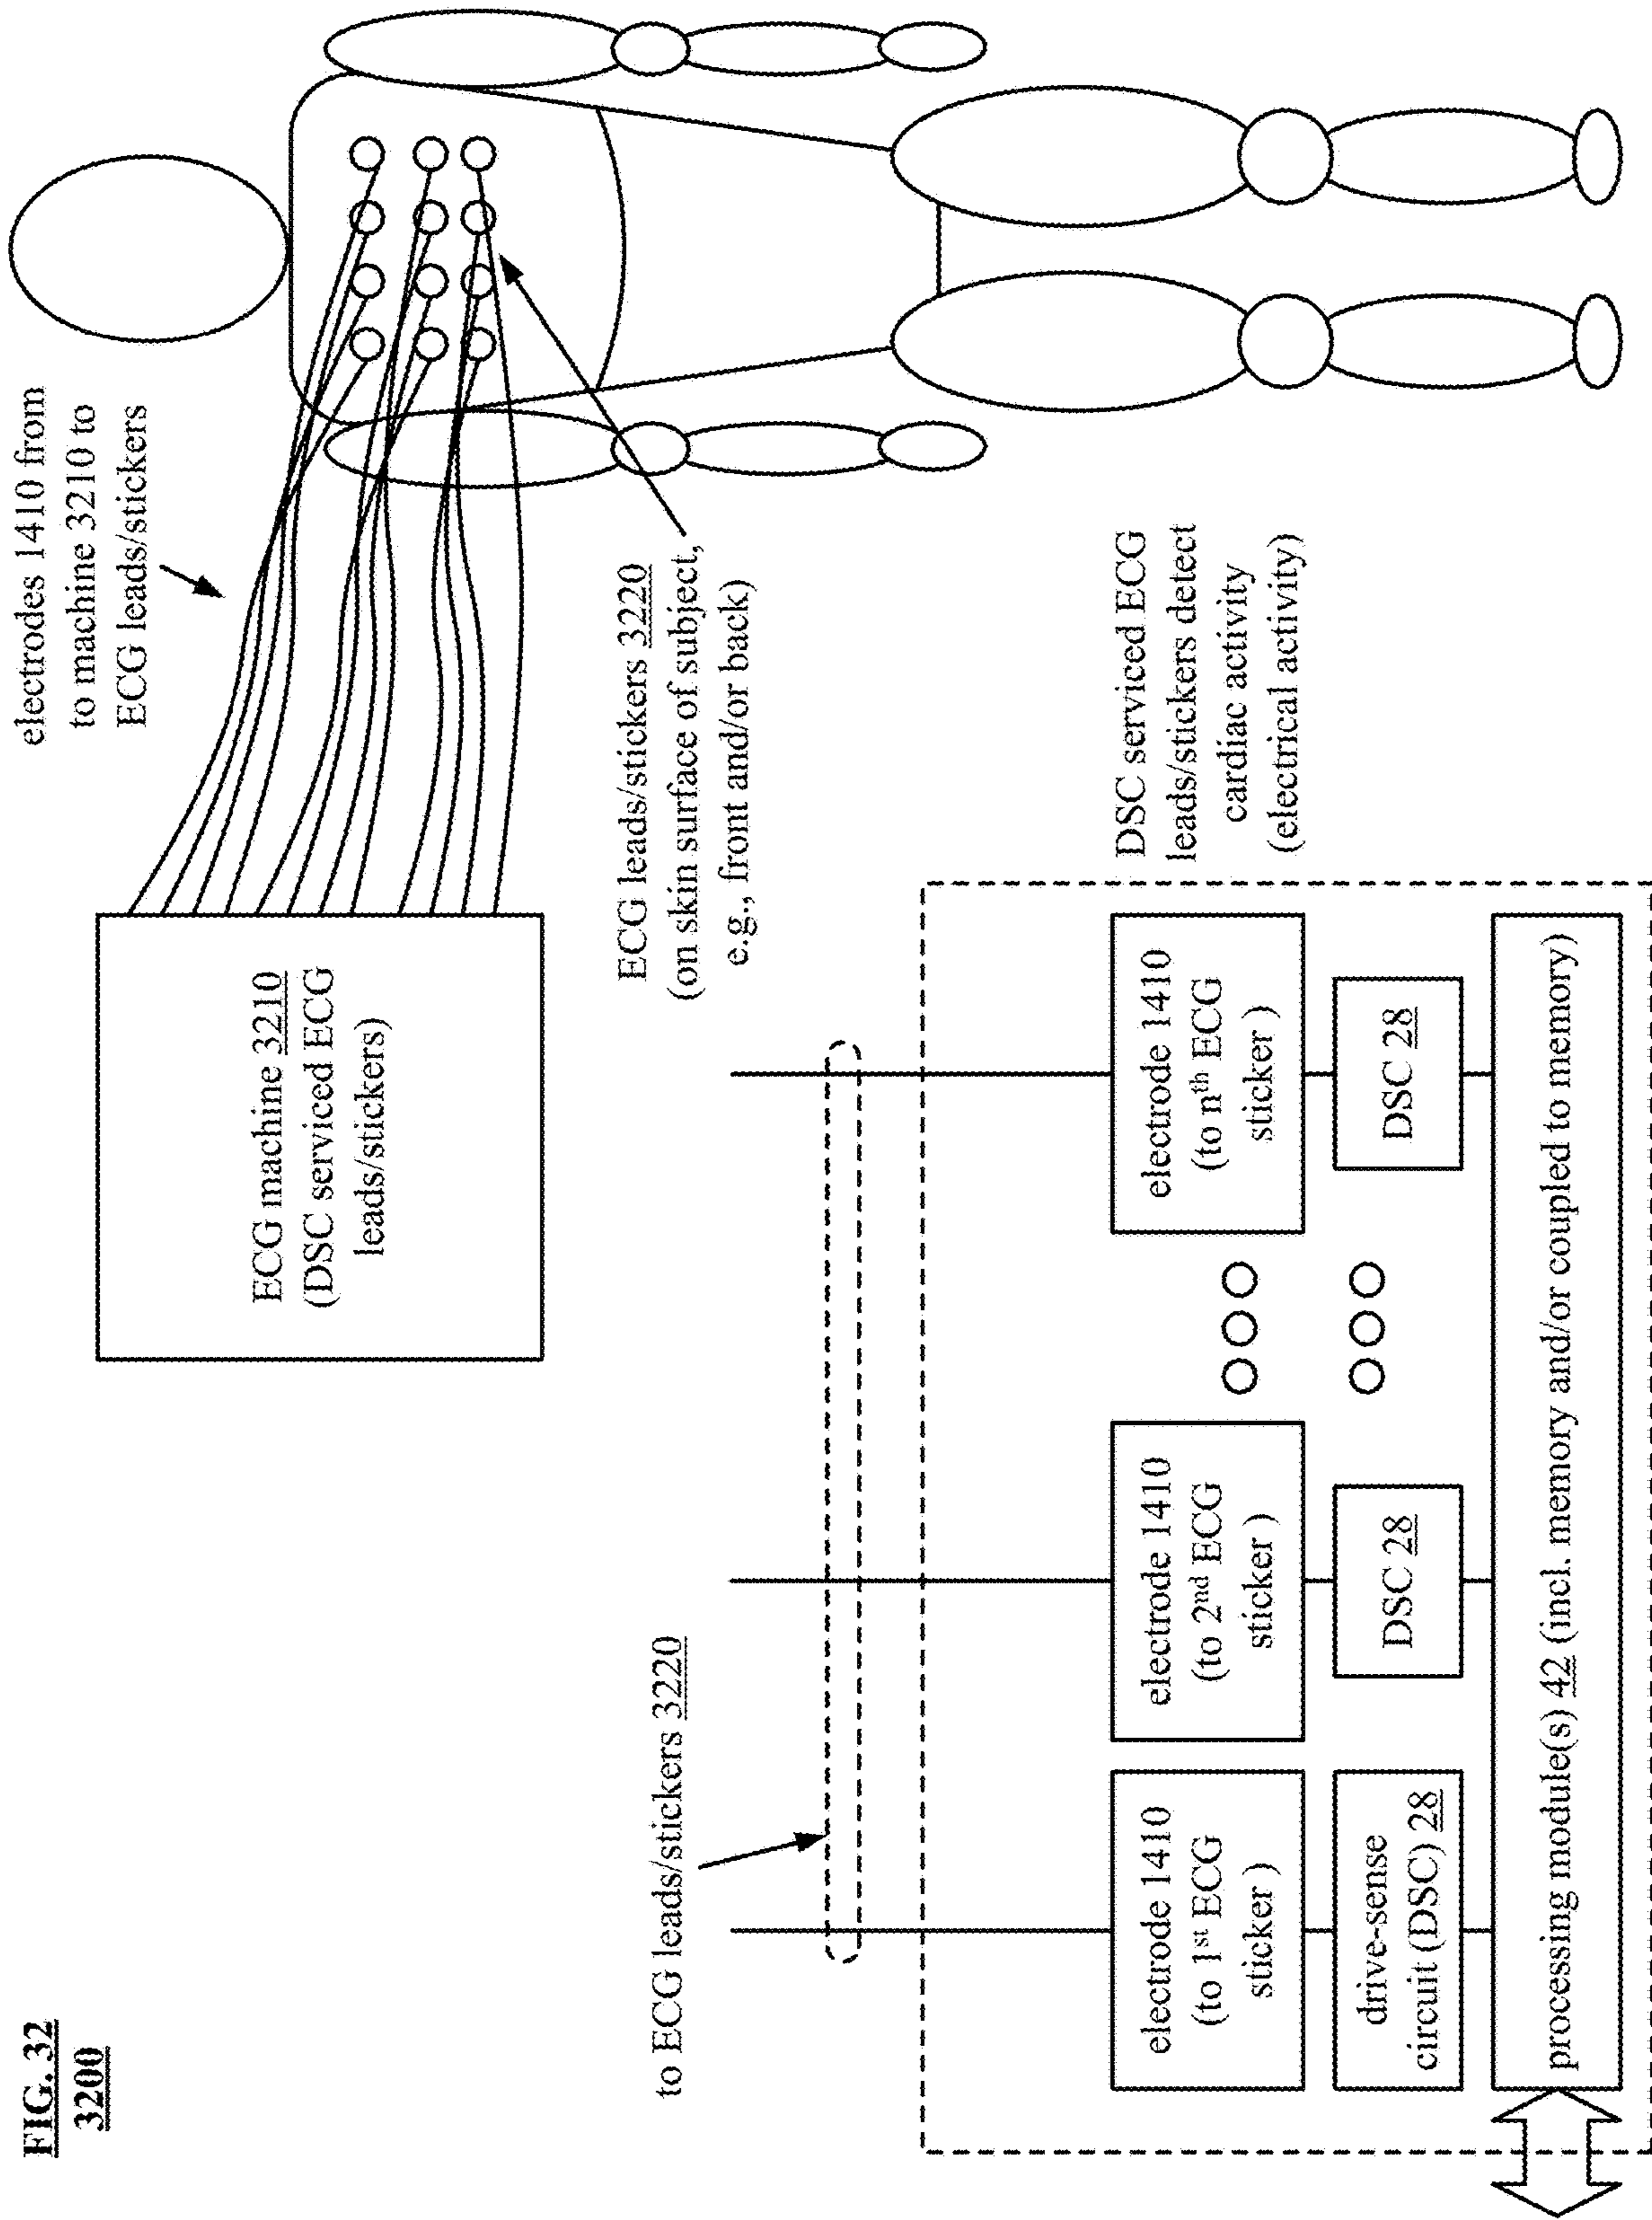 FIG. 32
3200
ECG machine 3210
(DSC serviced ECG
leads/stickers)
electrodes 1410 from
to machine 3210 to
ECG leads/stickers
ECG leads/stickers 3220
(on skin surface of subject,
e.g., front and/or back)
to ECG leads/stickers 3220
DSC serviced ECG
leads/stickers detect
cardiac activity
(electrical activity)
electrode 1410
(to 1st ECG
sticker )
electrode 1410
(to 2nd ECG
sticker )
electrode 1410
(to nth ECG
sticker )
drive-sense
circuit (DSC) 28
DSC 28
DSC 28
processing module(s) 42 (incl. memory and/or coupled to memory)